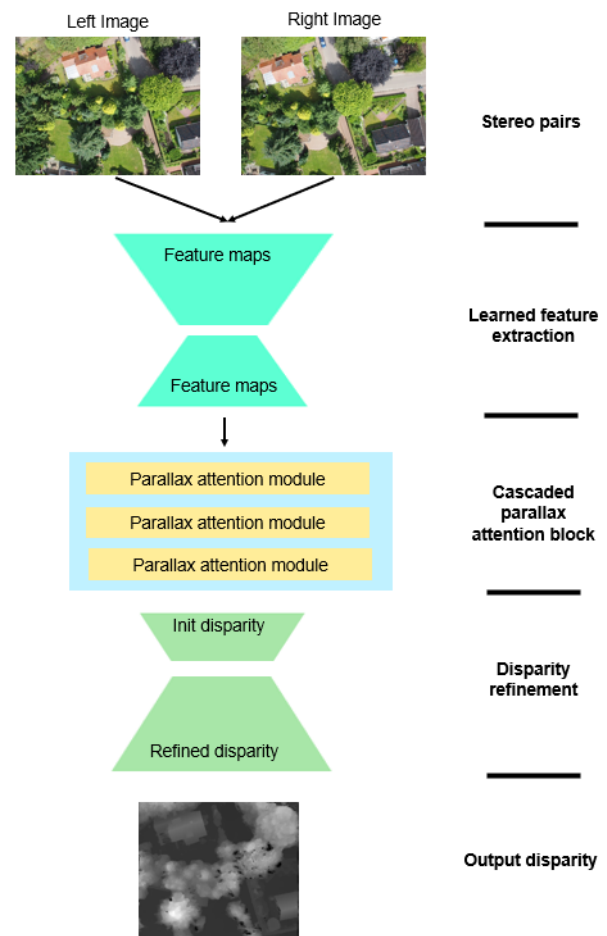 Left Image
Right Image
Stereo pairs
Feature maps
Learned feature
extraction
Feature maps
Parallax attention module
Parallax attention module
Parallax attention module
Cascaded
parallax
attention block
Init disparity
Disparity
refinement
Refined disparity
Output disparity